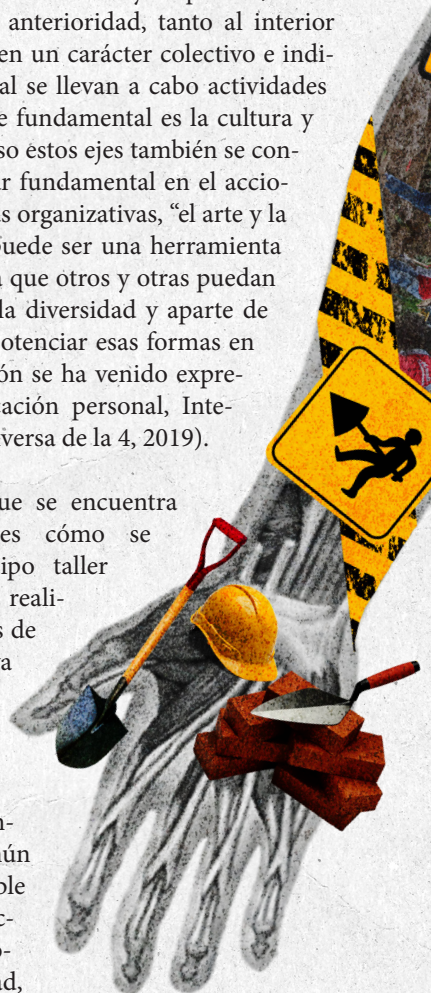 anterioridad, tanto al interior
en un carácter colectivo e indi-
al se llevan a cabo actividades
e fundamental es la cultura y
so estos ejes también se con-
r fundamental en el accio-
s organizativas, “el arte y la
puede ser una herramienta
a que otros y otras puedan
la diversidad y aparte de
otenciar esas formas en
ón se ha venido expre-
cación personal, Inte-
versa de la 4, 2019).
ue se encuentra
es cómo se
ipo taller
reali-
s de
va
n-
ún
ble
c-
o-
ad,